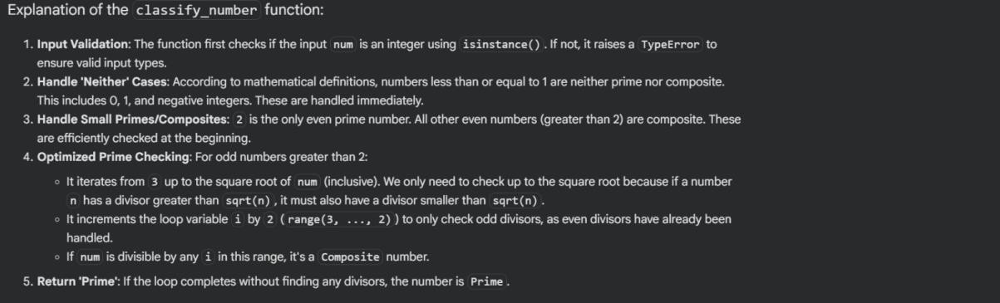 Explanation of the classify_number function:
1. Input Validation: The function first checks if the input num is an integer using isinstance(). If not, it raises a TypeError to
ensure valid input types.
2. Handle 'Neither' Cases: According to mathematical definitions, numbers less than or equal to 1 are neither prime nor composite.
This includes 0, 1, and negative integers. These are handled immediately.
3. Handle Small Primes/Composites: 2 is the only even prime number. All other even numbers (greater than 2) are composite. These
are efficiently checked at the beginning.
4. Optimized Prime Checking: For odd numbers greater than 2:
◦ It iterates from 3 up to the square root of num (inclusive). We only need to check up to the square root because if a number
n has a divisor greater than sqrt(n), it must also have a divisor smaller than sqrt(n).
◦ It increments the loop variable i by 2 (range(3, ..., 2)) to only check odd divisors, as even divisors have already been
handled.
◦ If num is divisible by any i in this range, it's a Composite number.
5. Return 'Prime': If the loop completes without finding any divisors, the number is Prime.